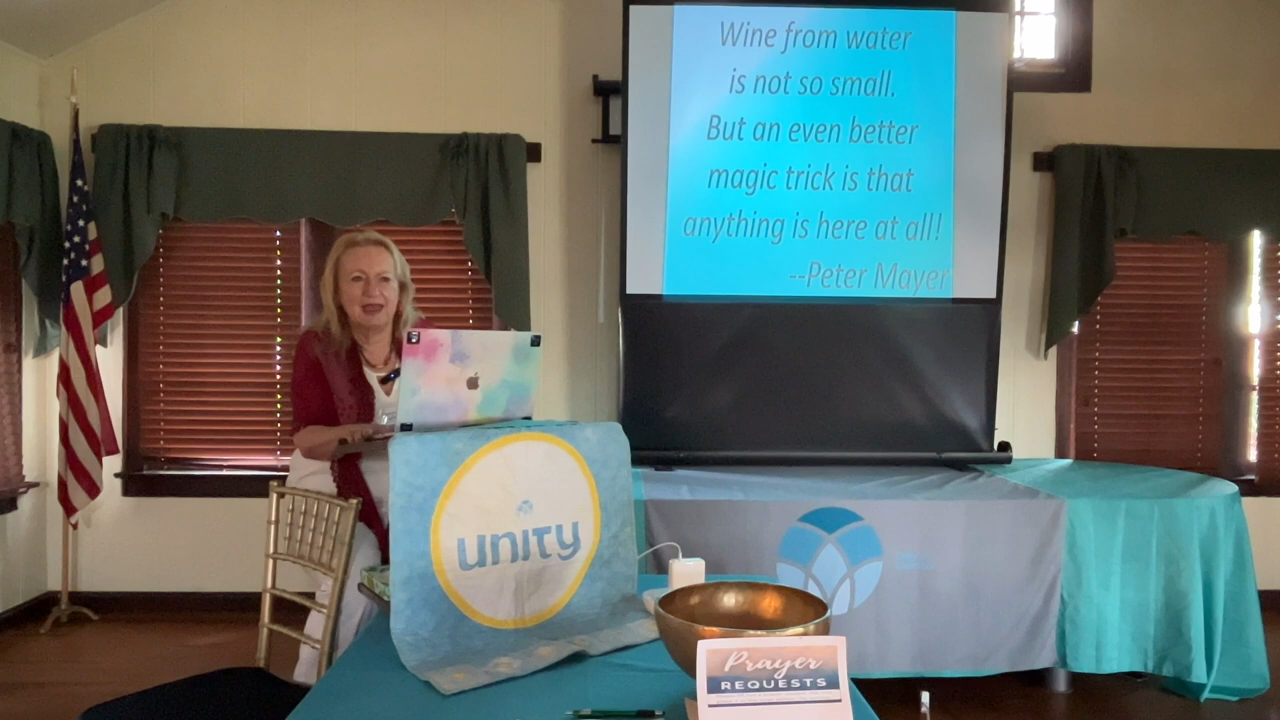 Wine from water
is not so small.
But an even better
magic trick is that
anything is here at all!
--Peter Mayer
unity
Prayer
REQUESTS